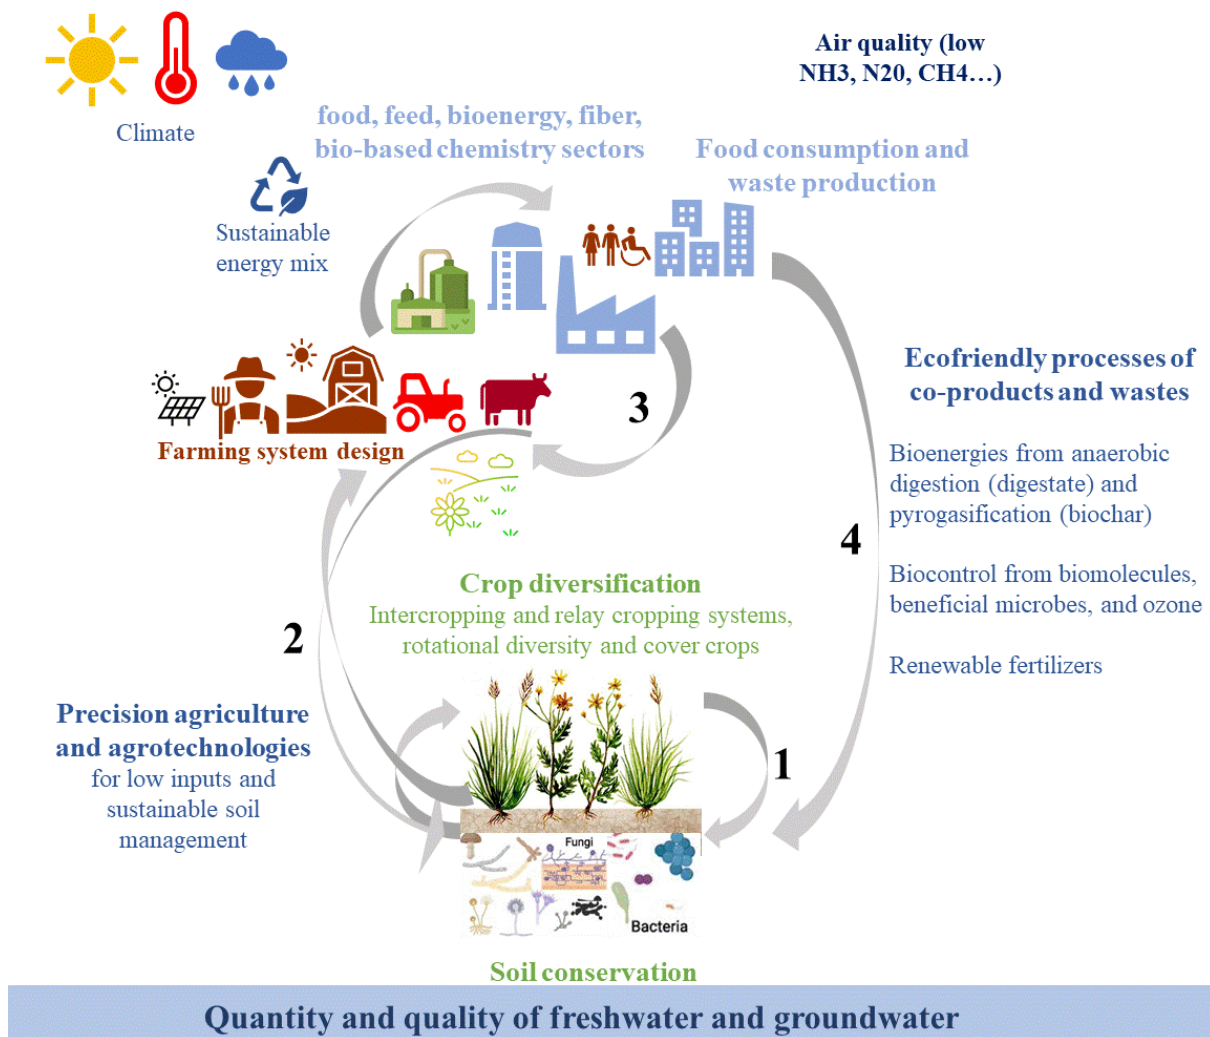 Air quality (low
NH3, N20, CH4…)
Climate
food, feed, bioenergy, fiber,
bio-based chemistry sectors
Food consumption and
waste production
Sustainable
energy mix
Ecofriendly processes of
co-products and wastes
3
Farming system design
Bioenergies from anaerobic
digestion (digestate) and
pyrogasification (biochar)
4
Biocontrol from biomolecules,
beneficial microbes, and ozone
Crop diversification
Intercropping and relay cropping systems,
rotational diversity and cover crops
2
Renewable fertilizers
Precision agriculture
and agrotechnologies
for low inputs and
sustainable soil
management
1
Fungi
Bacteria
Soil conservation
Quantity and quality of freshwater and groundwater